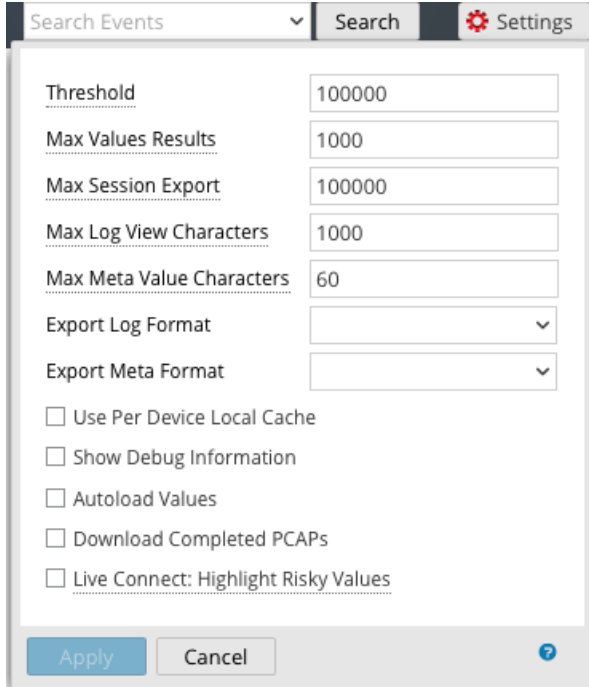 Search Events Search Settings
Threshold 100000
Max Values Results 1000
Max Session Export 100000
Max Log View Characters 1000
Max Meta Value Characters 60
Export Log Format
Export Meta Format
Use Per Device Local Cache
Show Debug Information
Autoload Values
Download Completed PCAPs
Live Connect: Highlight Risky Values
Apply Cancel ?